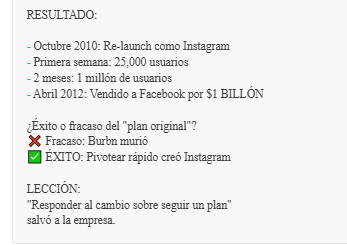 RESULTADO:
- Octubre 2010: Re-launch como Instagram
- Primera semana: 25,000 usuarios
- 2 meses: 1 millón de usuarios
- Abril 2012: Vendido a Facebook por $1 BILLÓN
¿Éxito o fracaso del "plan original"?
❌ Fracaso: Burbn murió
✅ ÉXITO: Pivotear rápido creó Instagram
LECCIÓN:
"Responder al cambio sobre seguir un plan"
salvó a la empresa.